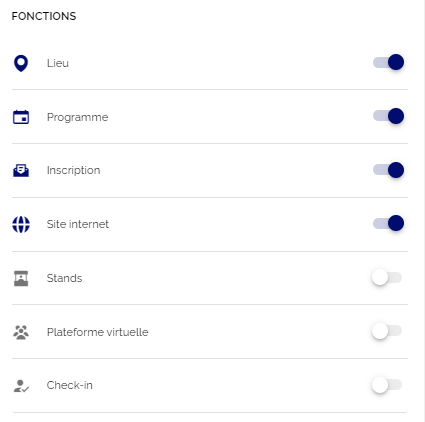 FONCTIONS
Lieu
Programme
Inscription
Site internet
Stands
Plateforme virtuelle
Check-in